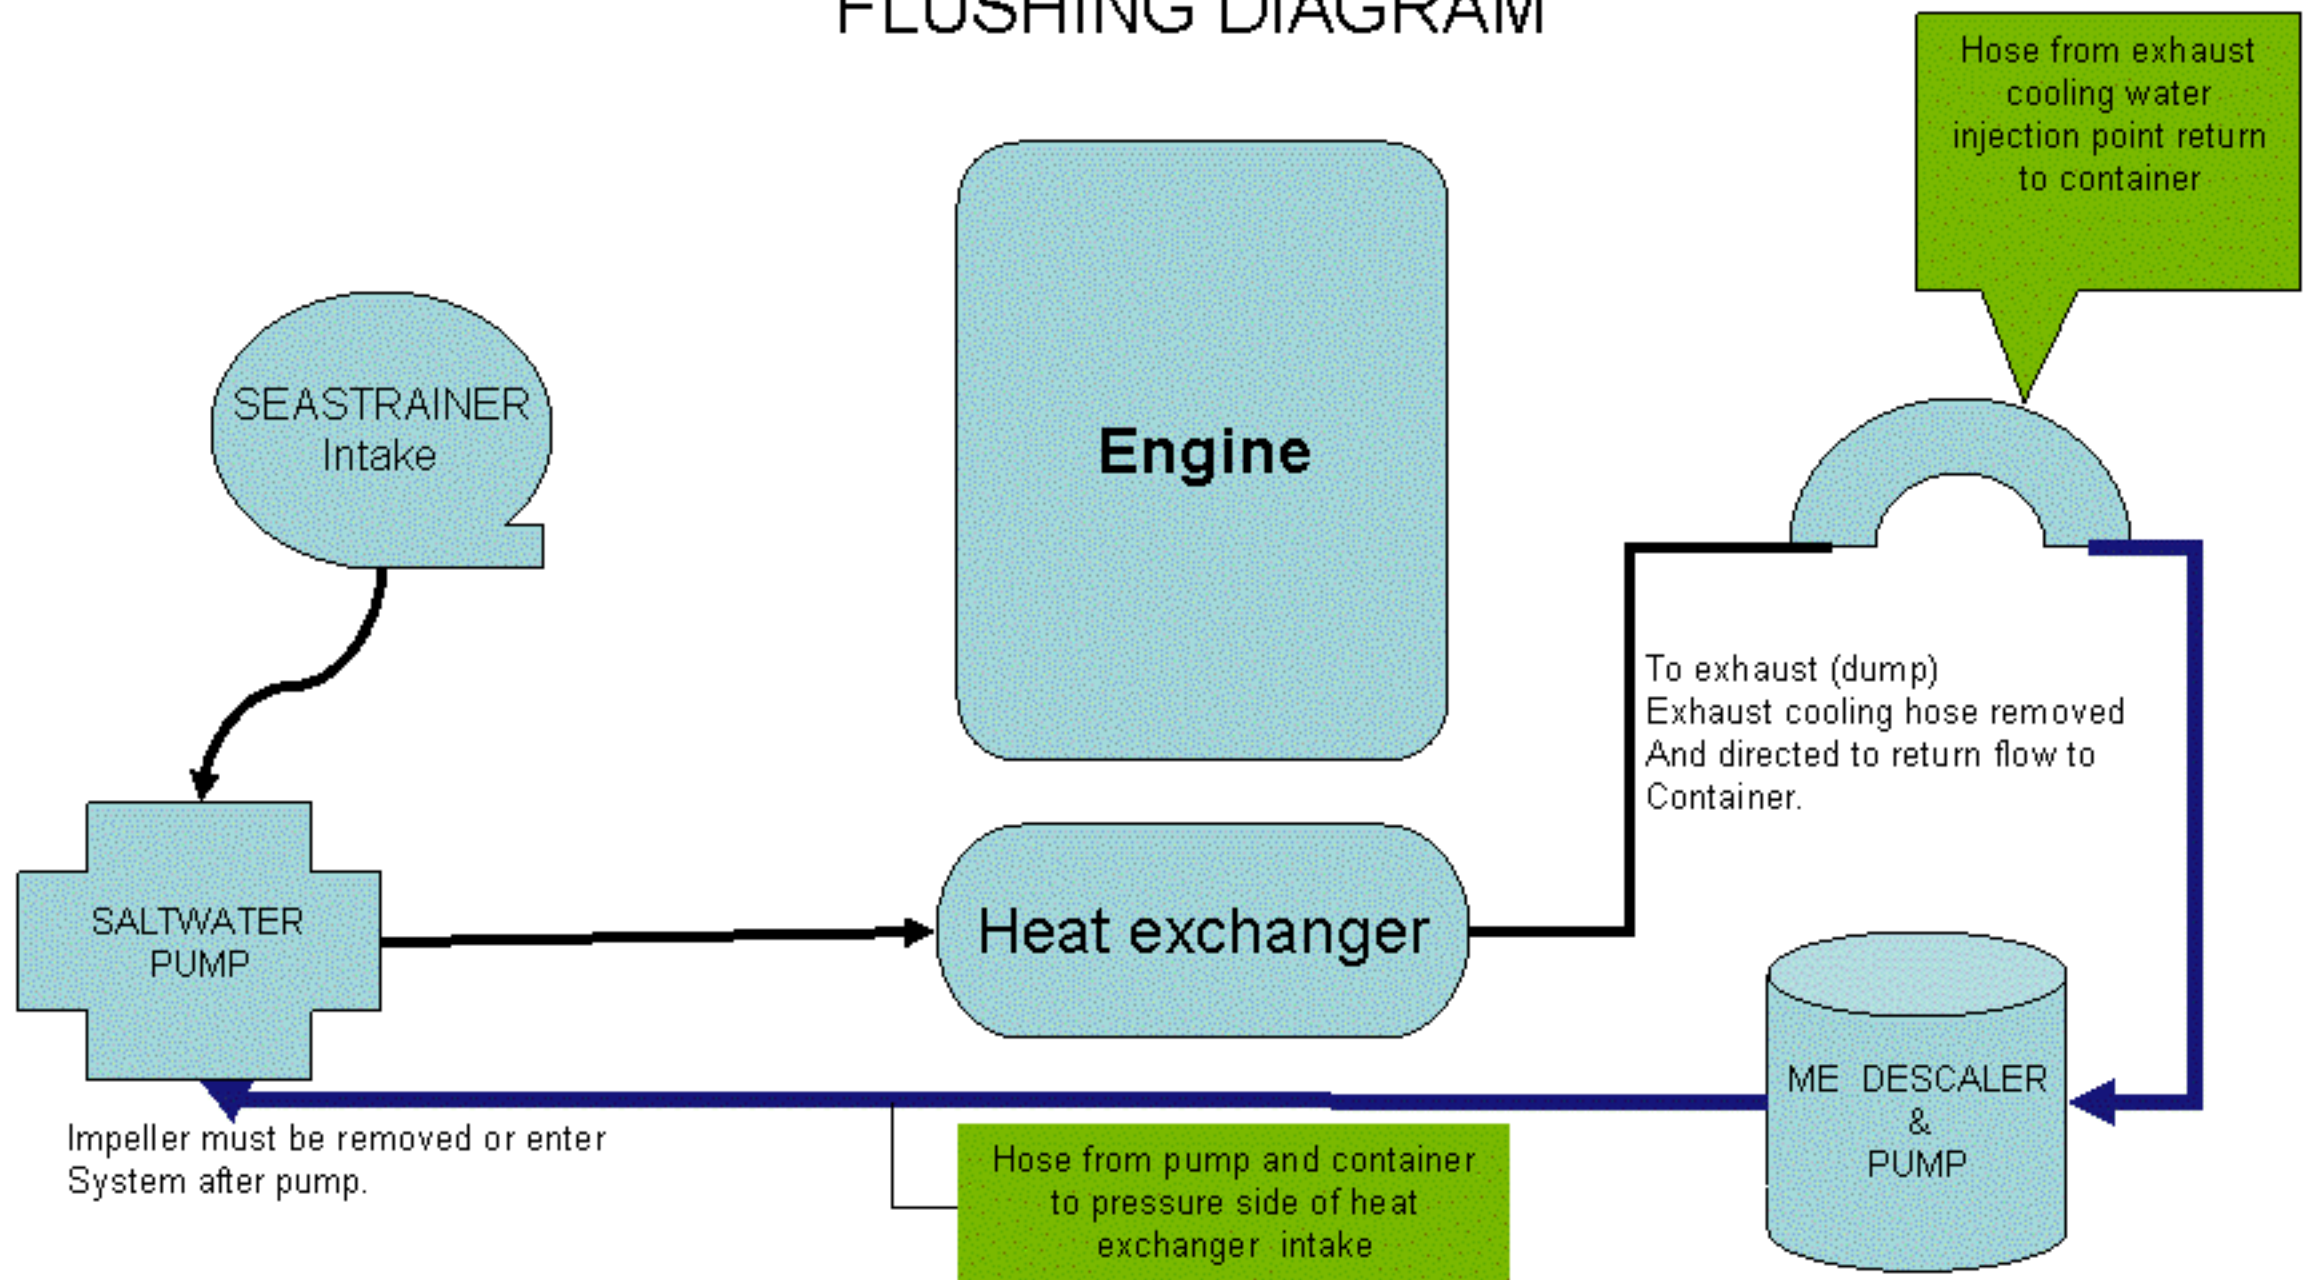 FLUSHING DIAGRAM
Hose from exhaust
cooling water
injection point return
to container
SEASTRAINER
Intake
Engine
To exhaust (dump)
Exhaust cooling hose removed
And directed to return flow to
Container.
SALTWATER
PUMP
Heat exchanger
ME DESCALER
&
PUMP
Impeller must be removed or enter
System after pump.
Hose from pump and container
to pressure side of heat
exchanger intake